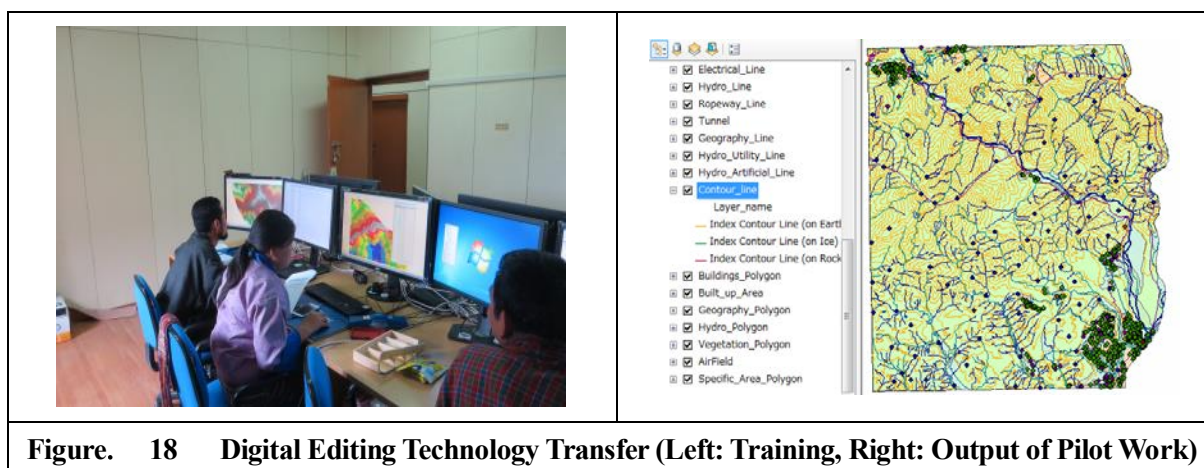 Electrical_Line
Hydro_Line
Ropeway_Line
Tunnel
Geography_Line
Hydro_Utility_Line
Hydro_Artificial_Line
Contour_line
Layer_name
Index Contour Line (on Eart
Index Contour Line (on Ice)
Index Contour Line (on Rock
Buildings_Polygon
Built_up_Area
Geography_Polygon
Hydro_Polygon
Vegetation_Polygon
AirField
Specific_Area_Polygon
Figure. 18 Digital Editing Technology Transfer (Left: Training, Right: Output of Pilot Work)